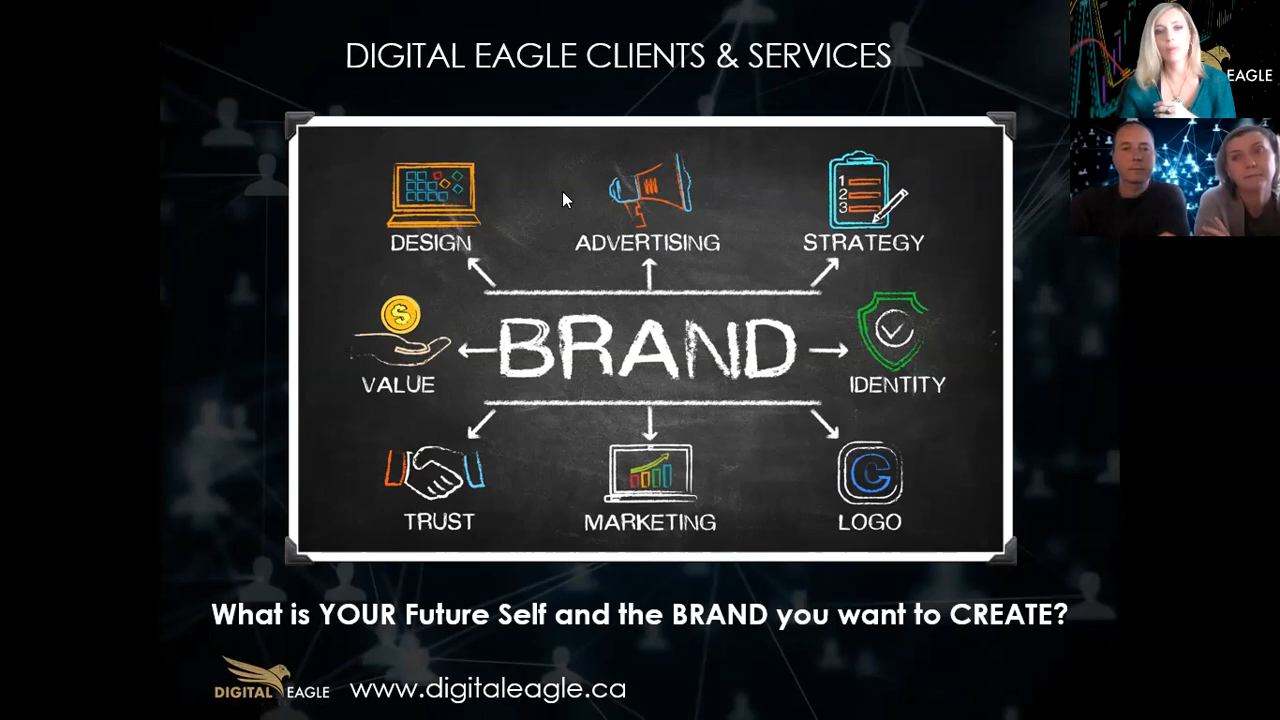 DIGITAL EAGLE CLIENTS & SERVICES
EAGLE
DESIGN
ADVERTISING
1
2
3
STRATEGY
$
VALUE
BRAND
IDENTITY
TRUST
MARKETING
C
LOGO
What is YOUR Future Self and the BRAND you want to CREATE?
DIGITAL EAGLE
www.digitaleagle.ca